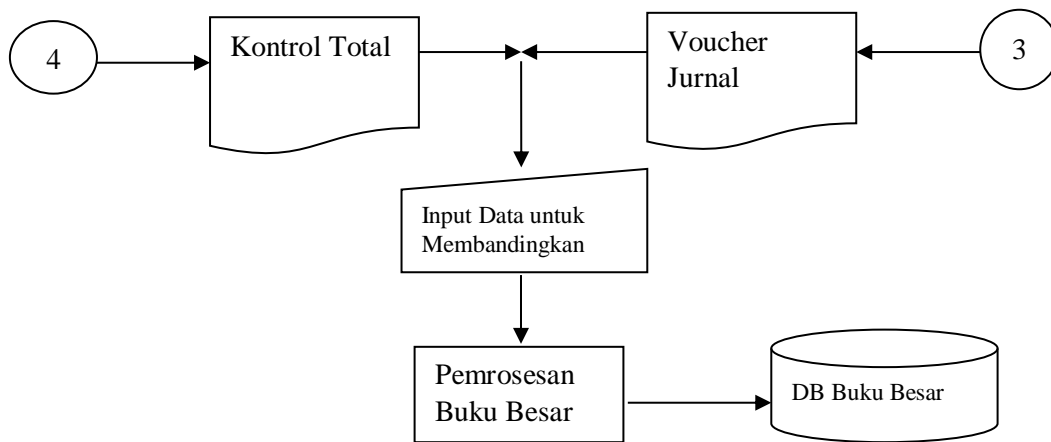 4
Kontrol Total
Voucher
Jurnal
3
Input Data untuk
Membandingkan
Pemrosesan
Buku Besar
DB Buku Besar